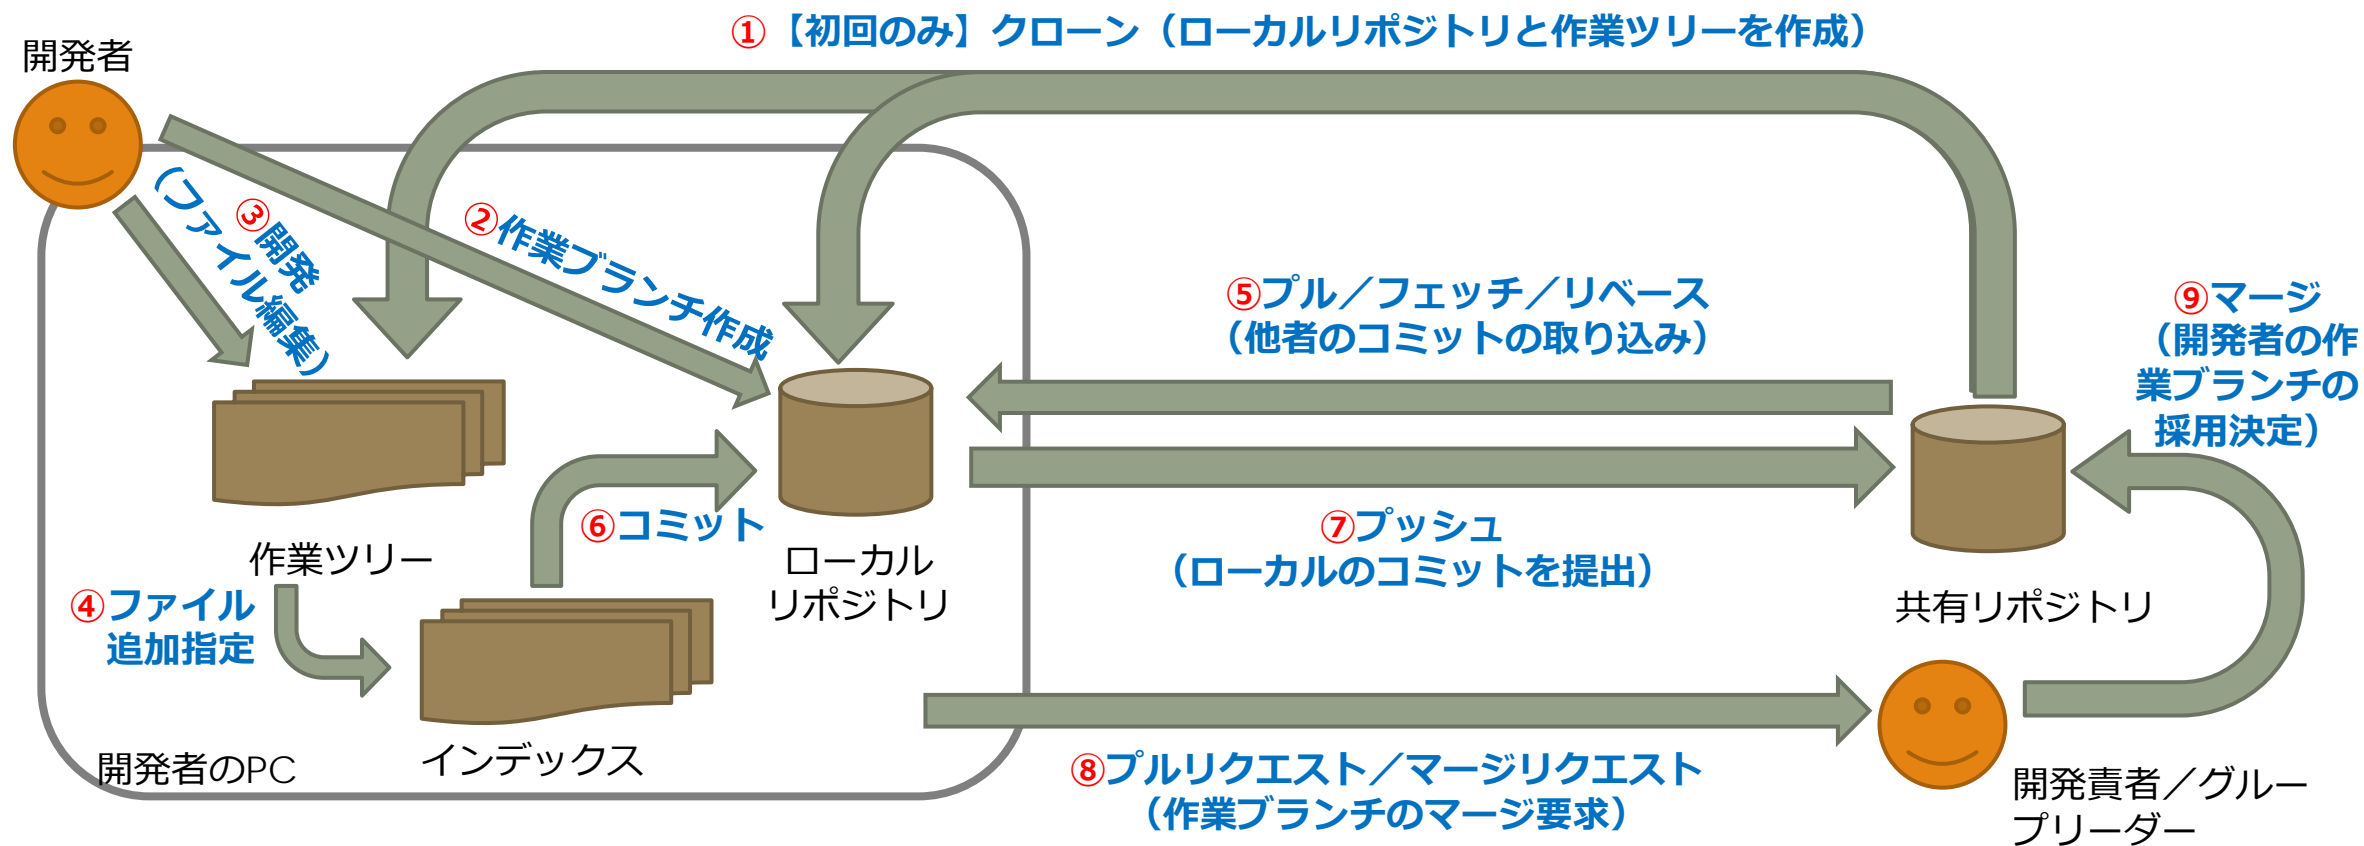 ①【初回のみ】クローン（ローカルリポジトリと作業ツリーを作成）
開発者
③開発
（ファイル編集）
②作業ブランチ作成
⑤プル／フェッチ／リベース
（他者のコミットの取り込み）
⑨マージ
（開発者の作
業ブランチの
採用決定）
作業ツリー
⑥コミット
ローカル
リポジトリ
⑦プッシュ
（ローカルのコミットを提出）
④ファイル
追加指定
共有リポジトリ
インデックス
開発者のPC
⑧プルリクエスト／マージリクエスト
（作業ブランチのマージ要求）
開発責者／グルー
プリーダー